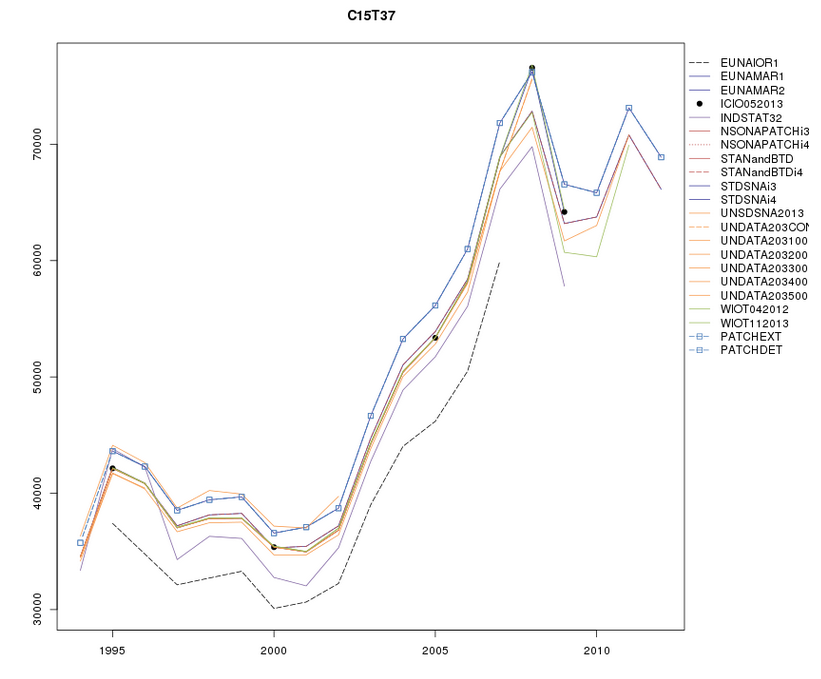 C15T37
EUNAIOR1
EUNAMAR1
EUNAMAR2
ICIO052013
INDSTAT32
NSONAPATCHi3
NSONAPATCHi4
STANandBTD
STANandBTDi4
STDSNAi3
STDSNAi4
UNSDSNA2013
UNDATA203CON
UNDATA203100
UNDATA203200
UNDATA203300
UNDATA203400
UNDATA203500
WIOT042012
WIOT112013
PATCHEXT
PATCHDET
70000
60000
50000
40000
30000
1995 2000 2005 2010